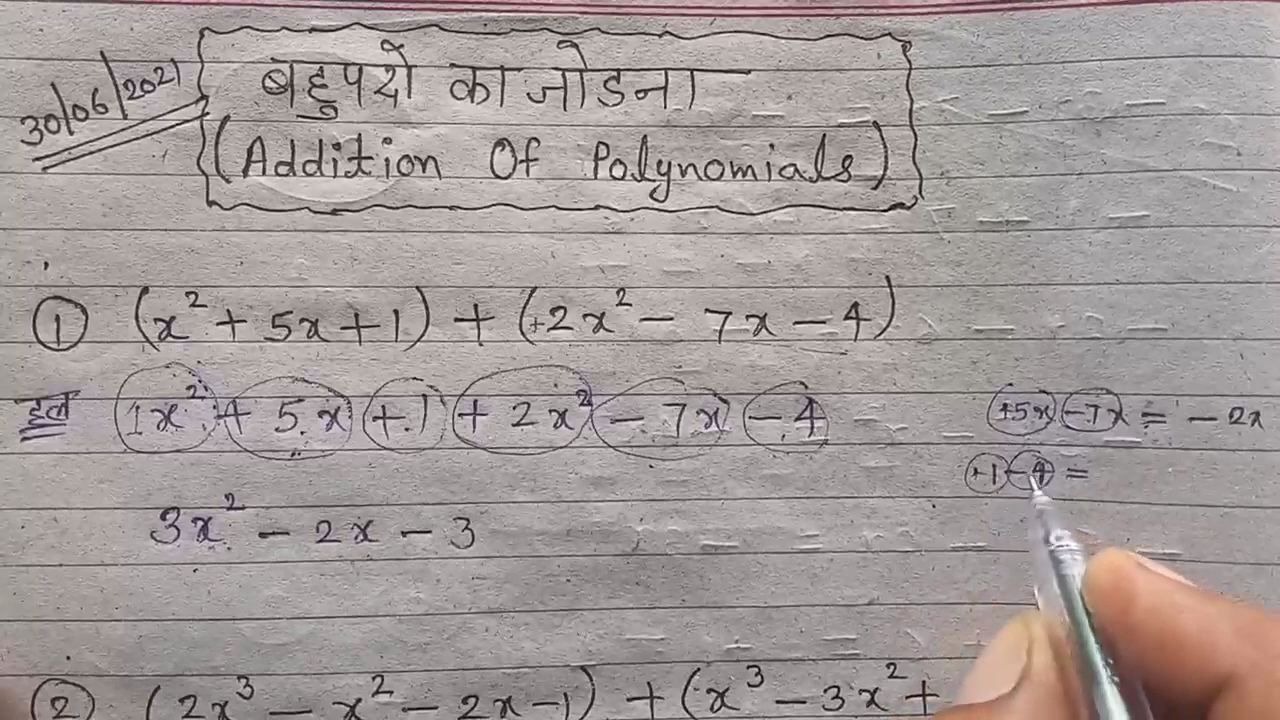 30/06/2021
बहुपदो का जोडना
(Addition Of Polynomials)
① (x² + 5x + 1) + (+2x² - 7x - 4)
हल 1x² + 5x + 1 + 2x² - 7x - 4
+5x - 7x = - 2x
+1 - 4 =
3x² - 2x - 3
② (2x³ - x² - 2x - 1) + (x³ - 3x² +